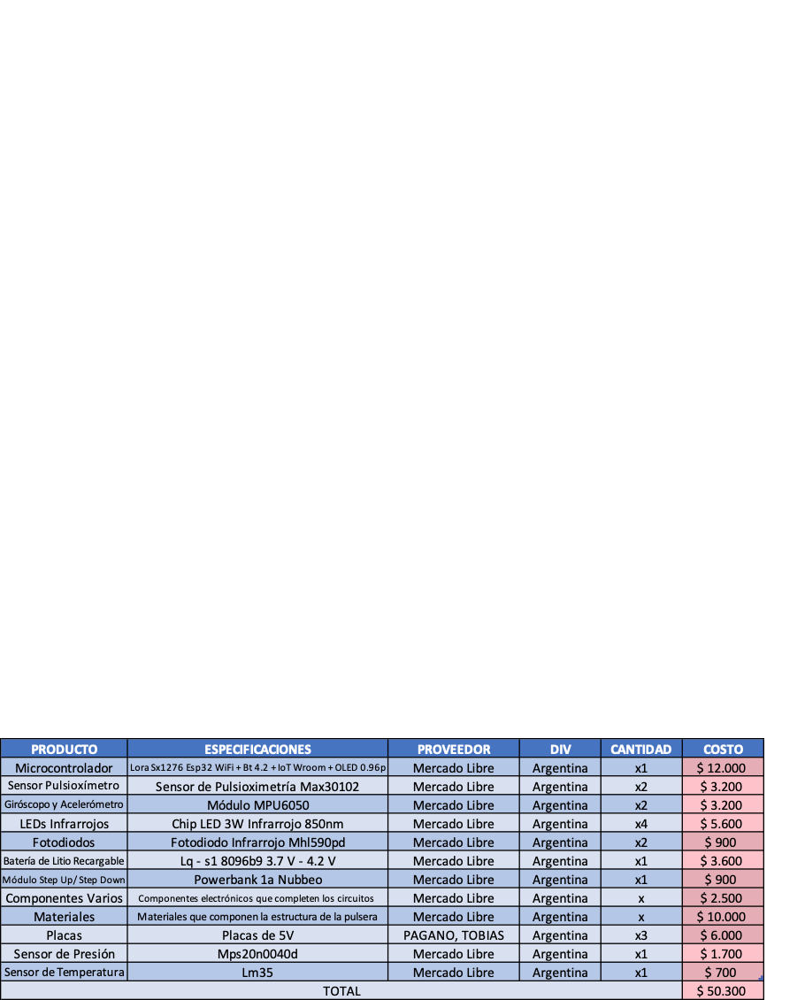 PRODUCTO ESPECIFICACIONES PROVEEDOR DIV CANTIDAD COSTO
Microcontrolador Lora Sx1276 Esp32 WiFi + Bt 4.2 + IoT Wroom + OLED 0.96p Mercado Libre Argentina x1 $ 12.000
Sensor Pulsioxímetro Sensor de Pulsioximetría Max30102 Mercado Libre Argentina x2 $ 3.200
Giróscopo y Acelerómetro Módulo MPU6050 Mercado Libre Argentina x2 $ 3.200
LEDs Infrarrojos Chip LED 3W Infrarrojo 850nm Mercado Libre Argentina x4 $ 5.600
Fotodiodos Fotodiodo Infrarrojo Mhl590pd Mercado Libre Argentina x2 $ 900
Batería de Litio Recargable Lq - s1 8096b9 3.7 V - 4.2 V Mercado Libre Argentina x1 $ 3.600
Módulo Step Up/ Step Down Powerbank 1a Nubbeo Mercado Libre Argentina x1 $ 900
Componentes Varios Componentes electrónicos que completen los circuitos Mercado Libre Argentina x $ 2.500
Materiales Materiales que componen la estructura de la pulsera Mercado Libre Argentina x $ 10.000
Placas Placas de 5V PAGANO, TOBIAS Argentina x3 $ 6.000
Sensor de Presión Mps20n0040d Mercado Libre Argentina x1 $ 1.700
Sensor de Temperatura Lm35 Mercado Libre Argentina x1 $ 700
TOTAL $ 50.300